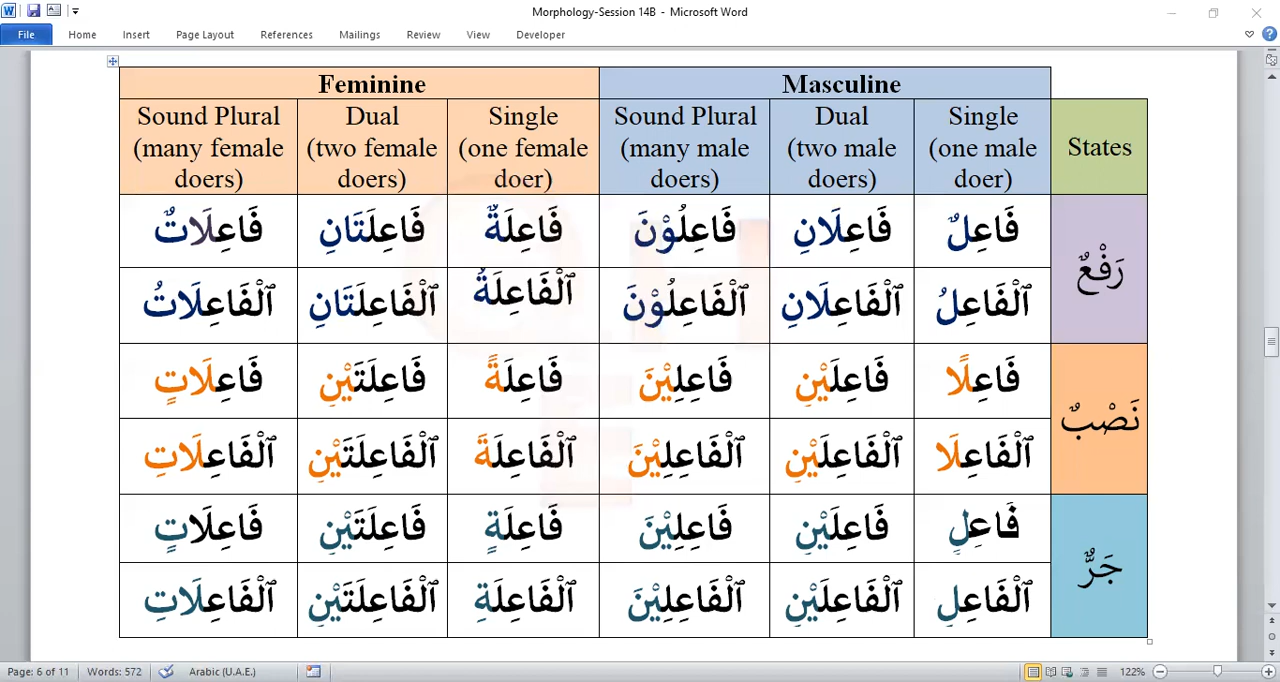 Morphology-Session 14B - Microsoft Word
File Home Insert Page Layout References Mailings Review View Developer
Feminine Masculine
Sound Plural (many female doers) Dual (two female doers) Single (one female doer) Sound Plural (many male doers) Dual (two male doers) Single (one male doer) States
رَفْعٌ
فَاعِلٌ فَاعِلَانِ فَاعِلُوْنَ فَاعِلَةٌ فَاعِلَتَانِ فَاعِلَاتٌ
ٱلْفَاعِلُ ٱلْفَاعِلَانِ ٱلْفَاعِلُوْنَ ٱلْفَاعِلَةُ ٱلْفَاعِلَتَانِ ٱلْفَاعِلَاتُ
نَصْبٌ
فَاعِلًا فَاعِلَيْنِ فَاعِلِيْنَ فَاعِلَةً فَاعِلَتَيْنِ فَاعِلَاتٍ
ٱلْفَاعِلَا ٱلْفَاعِلَيْنِ ٱلْفَاعِلِيْنَ ٱلْفَاعِلَةَ ٱلْفَاعِلَتَيْنِ ٱلْفَاعِلَاتِ
جَرٌّ
فَاعِلٍ فَاعِلَيْنِ فَاعِلِيْنَ فَاعِلَةٍ فَاعِلَتَيْنِ فَاعِلَاتٍ
ٱلْفَاعِلِ ٱلْفَاعِلَيْنِ ٱلْفَاعِلِيْنَ ٱلْفَاعِلَةِ ٱلْفَاعِلَتَيْنِ ٱلْفَاعِلَاتِ
Page: 6 of 11 Words: 572 Arabic (U.A.E.) 122%